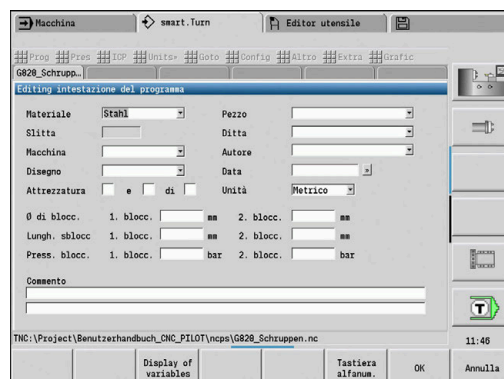 Macchina smart.Turn Editor utensile
Prog Pres ICP Units» Goto Config Altro Extra Grafic
G820_Schrupp…
Editing intestazione del programma
Materiale Stahl Pezzo
Slitta Ditta
Macchina Autore
Disegno Data »
Attrezzatura e di Unità Metrico
Ø di blocc. 1. blocc. mm 2. blocc. mm
Lungh. sblocc 1. blocc. mm 2. blocc. mm
Press. blocc. 1. blocc. bar 2. blocc. bar
Commento
T
TNC:\Project\Benutzerhandbuch_CNC_PILOT\ncps\G820_Schruppen.nc
11:46
Display of variables Tastiera alfanum. OK Annulla